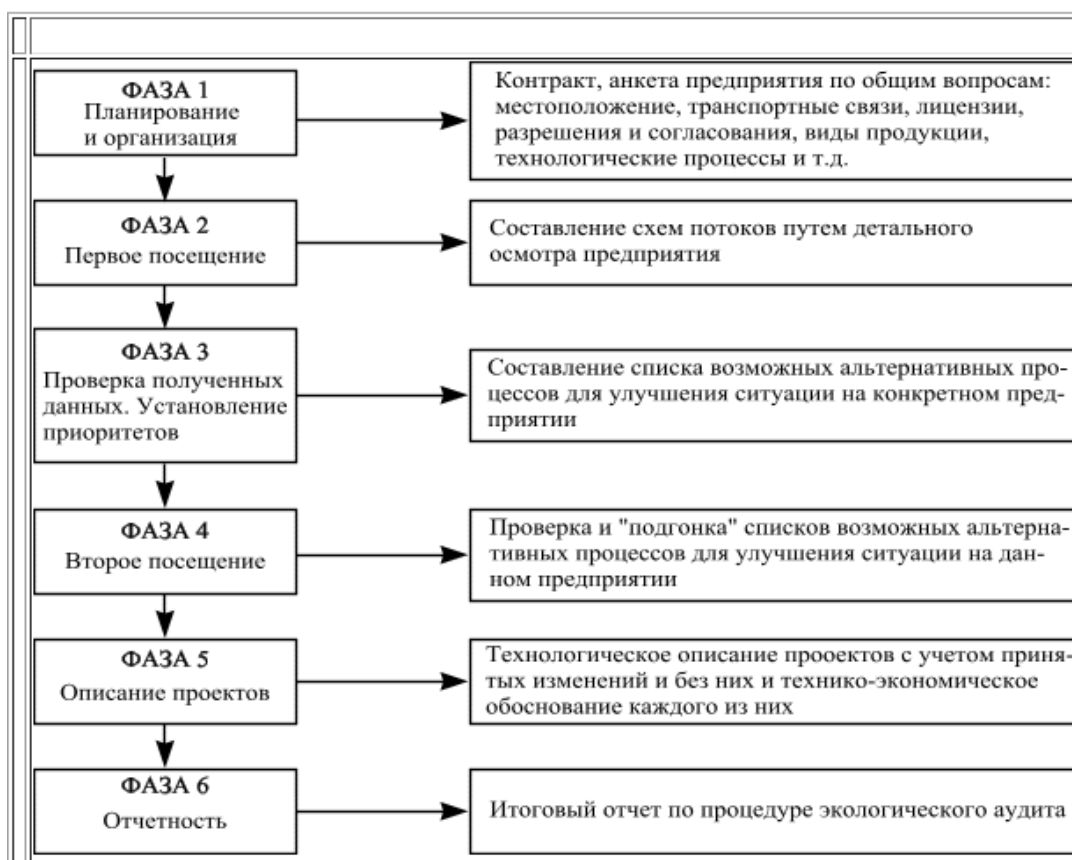 ФАЗА 1
Планирование
и организация
Контракт, анкета предприятия по общим вопросам:
местоположение, транспортные связи, лицензии,
разрешения и согласования, виды продукции,
технологические процессы и т.д.
ФАЗА 2
Первое посещение
Составление схем потоков путем детального
осмотра предприятия
ФАЗА 3
Проверка полученных
данных. Установление
приоритетов
Составление списка возможных альтернативных про-
цессов для улучшения ситуации на конкретном пред-
приятии
ФАЗА 4
Второе посещение
Проверка и "подгонка" списков возможных альтерна-
тивных процессов для улучшения ситуации на дан-
ном предприятии
ФАЗА 5
Описание проектов
Технологическое описание прооектов с учетом приня-
тых изменений и без них и технико-экономическое
обоснование каждого из них
ФАЗА 6
Отчетность
Итоговый отчет по процедуре экологического аудита